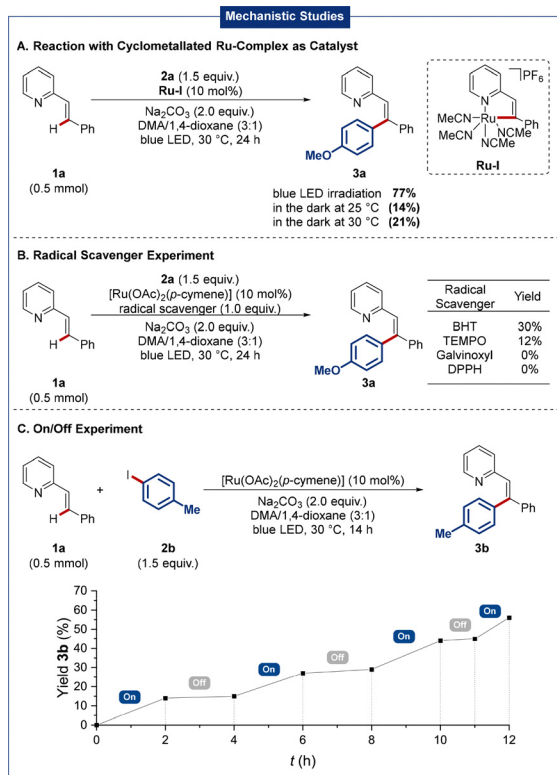 Mechanistic Studies
A. Reaction with Cyclometallated Ru-Complex as Catalyst
N
H
Ph
1a
(0.5 mmol)
2a (1.5 equiv.)
Ru-I (10 mol%)
Na2CO3 (2.0 equiv.)
DMA/1,4-dioxane (3:1)
blue LED, 30 °C, 24 h
N
Ph
MeO
3a
blue LED irradiation 77%
in the dark at 25 °C (14%)
in the dark at 30 °C (21%)
PF6
N
MeCN Ru Ph
MeCN NCMe
NCMe
Ru-I
B. Radical Scavenger Experiment
N
H
Ph
1a
(0.5 mmol)
2a (1.5 equiv.)
[Ru(OAc)2(p-cymene)] (10 mol%)
radical scavenger (1.0 equiv.)
Na2CO3 (2.0 equiv.)
DMA/1,4-dioxane (3:1)
blue LED, 30 °C, 24 h
N
Ph
MeO
3a
Radical Scavenger Yield
BHT 30%
TEMPO 12%
Galvinoxyl 0%
DPPH 0%
C. On/Off Experiment
N
H
Ph
1a
(0.5 mmol)
+
I
Me
2b
(1.5 equiv.)
[Ru(OAc)2(p-cymene)] (10 mol%)
Na2CO3 (2.0 equiv.)
DMA/1,4-dioxane (3:1)
blue LED, 30 °C, 14 h
N
Ph
Me
3b
Yield 3b (%)
70
60
50
40
30
20
10
0
On
Off
On
Off
On
Off
On
0 2 4 6 8 10 11 12
t (h)